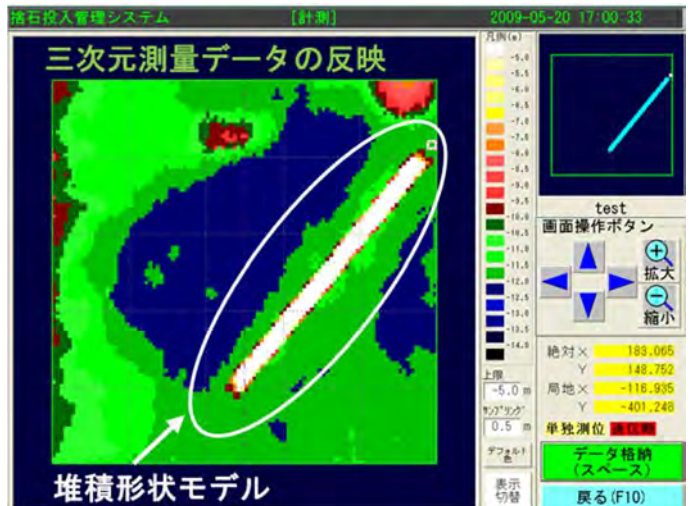 捨石投入管理システム [計測] 2009-05-20 17:00:33
三次元測量データの反映
堆積形状モデル
凡例(m)
-5.0
-5.5
-6.0
-6.5
-7.0
-7.5
-8.0
-8.5
-9.0
-9.5
-10.0
-10.5
-11.0
-11.5
-12.0
-12.5
-13.0
-13.5
-14.0
上限
-5.0 m
サンプリング
0.5 m
デフォルト
色
表示
切替
test
画面操作ボタン
拡大
縮小
絶対X 183.065
Y 148.752
局地X -116.935
Y -401.248
単独測位
データ格納
(スペース)
戻る(F10)